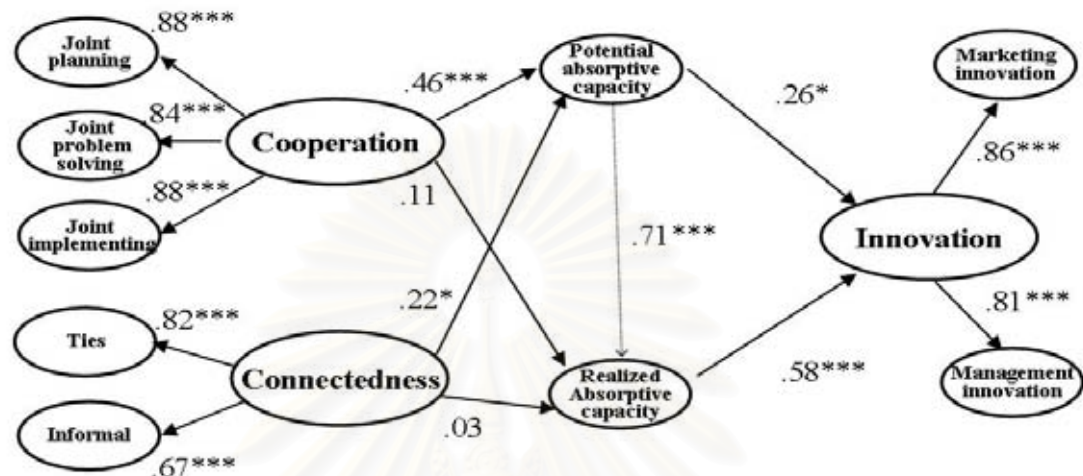 .88***
Joint
planning
.84***
Joint
problem
solving
.88***
Joint
implementing
Cooperation
.46***
Potential
absorptive
capacity
.11
.26*
Marketing
innovation
.86***
.71***
Innovation
.22*
.82***
Ties
Connectedness
.03
Realized
Absorptive
capacity
.58***
.81***
Management
innovation
Informal
.67***